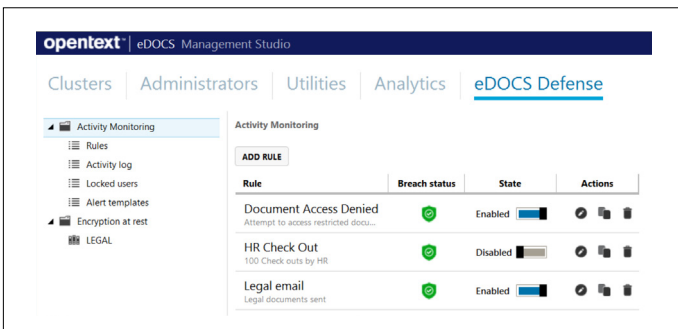 opentext™ | eDOCS Management Studio
Clusters | Administrators | Utilities | Analytics | eDOCS Defense
Activity Monitoring
Rules
Activity log
Locked users
Alert templates
Encryption at rest
LEGAL
Activity Monitoring
ADD RULE
Rule Breach status State Actions
Document Access Denied
Attempt to access restricted docu...
Enabled
HR Check Out
100 Check outs by HR
Disabled
Legal email
Legal documents sent
Enabled